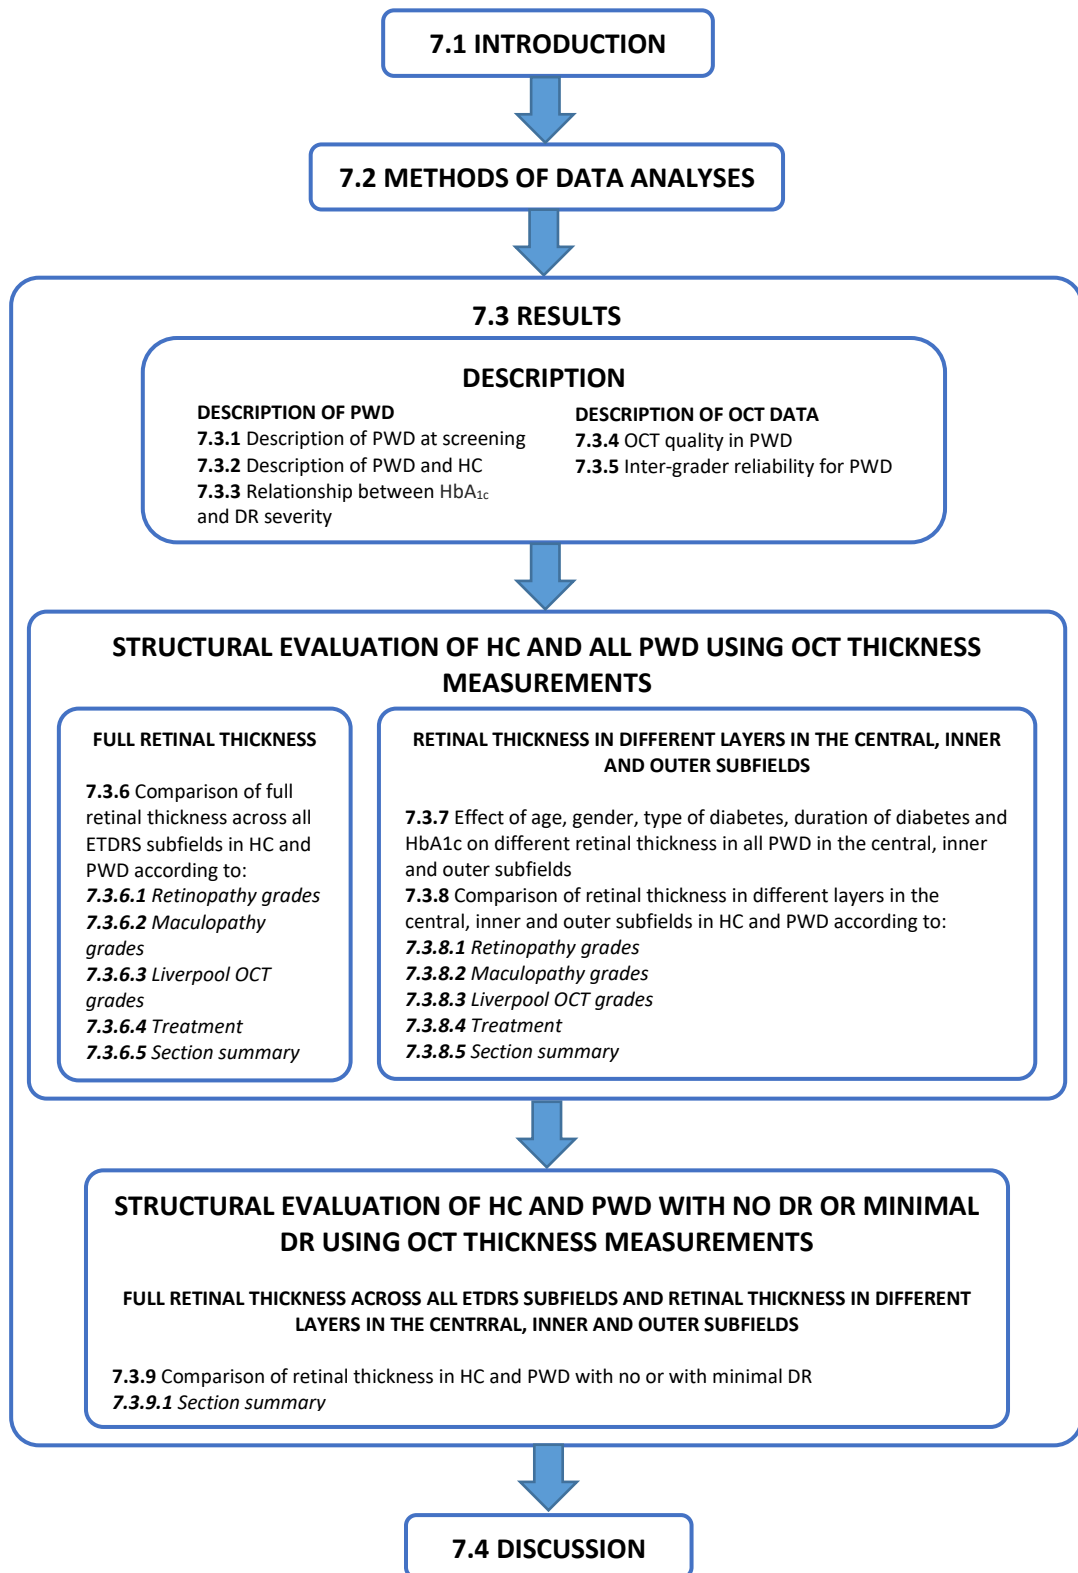 7.1 INTRODUCTION
7.2 METHODS OF DATA ANALYSES
7.3 RESULTS
DESCRIPTION
DESCRIPTION OF PWD
7.3.1 Description of PWD at screening
7.3.2 Description of PWD and HC
7.3.3 Relationship between HbA1c
and DR severity
DESCRIPTION OF OCT DATA
7.3.4 OCT quality in PWD
7.3.5 Inter-grader reliability for PWD
STRUCTURAL EVALUATION OF HC AND ALL PWD USING OCT THICKNESS
MEASUREMENTS
FULL RETINAL THICKNESS
7.3.6 Comparison of full
retinal thickness across all
ETDRS subfields in HC and
PWD according to:
7.3.6.1 Retinopathy grades
7.3.6.2 Maculopathy
grades
7.3.6.3 Liverpool OCT
grades
7.3.6.4 Treatment
7.3.6.5 Section summary
RETINAL THICKNESS IN DIFFERENT LAYERS IN THE CENTRAL, INNER
AND OUTER SUBFIELDS
7.3.7 Effect of age, gender, type of diabetes, duration of diabetes and
HbA1c on different retinal thickness in all PWD in the central, inner
and outer subfields
7.3.8 Comparison of retinal thickness in different layers in the
central, inner and outer subfields in HC and PWD according to:
7.3.8.1 Retinopathy grades
7.3.8.2 Maculopathy grades
7.3.8.3 Liverpool OCT grades
7.3.8.4 Treatment
7.3.8.5 Section summary
STRUCTURAL EVALUATION OF HC AND PWD WITH NO DR OR MINIMAL
DR USING OCT THICKNESS MEASUREMENTS
FULL RETINAL THICKNESS ACROSS ALL ETDRS SUBFIELDS AND RETINAL THICKNESS IN DIFFERENT
LAYERS IN THE CENTRRAL, INNER AND OUTER SUBFIELDS
7.3.9 Comparison of retinal thickness in HC and PWD with no or with minimal DR
7.3.9.1 Section summary
7.4 DISCUSSION